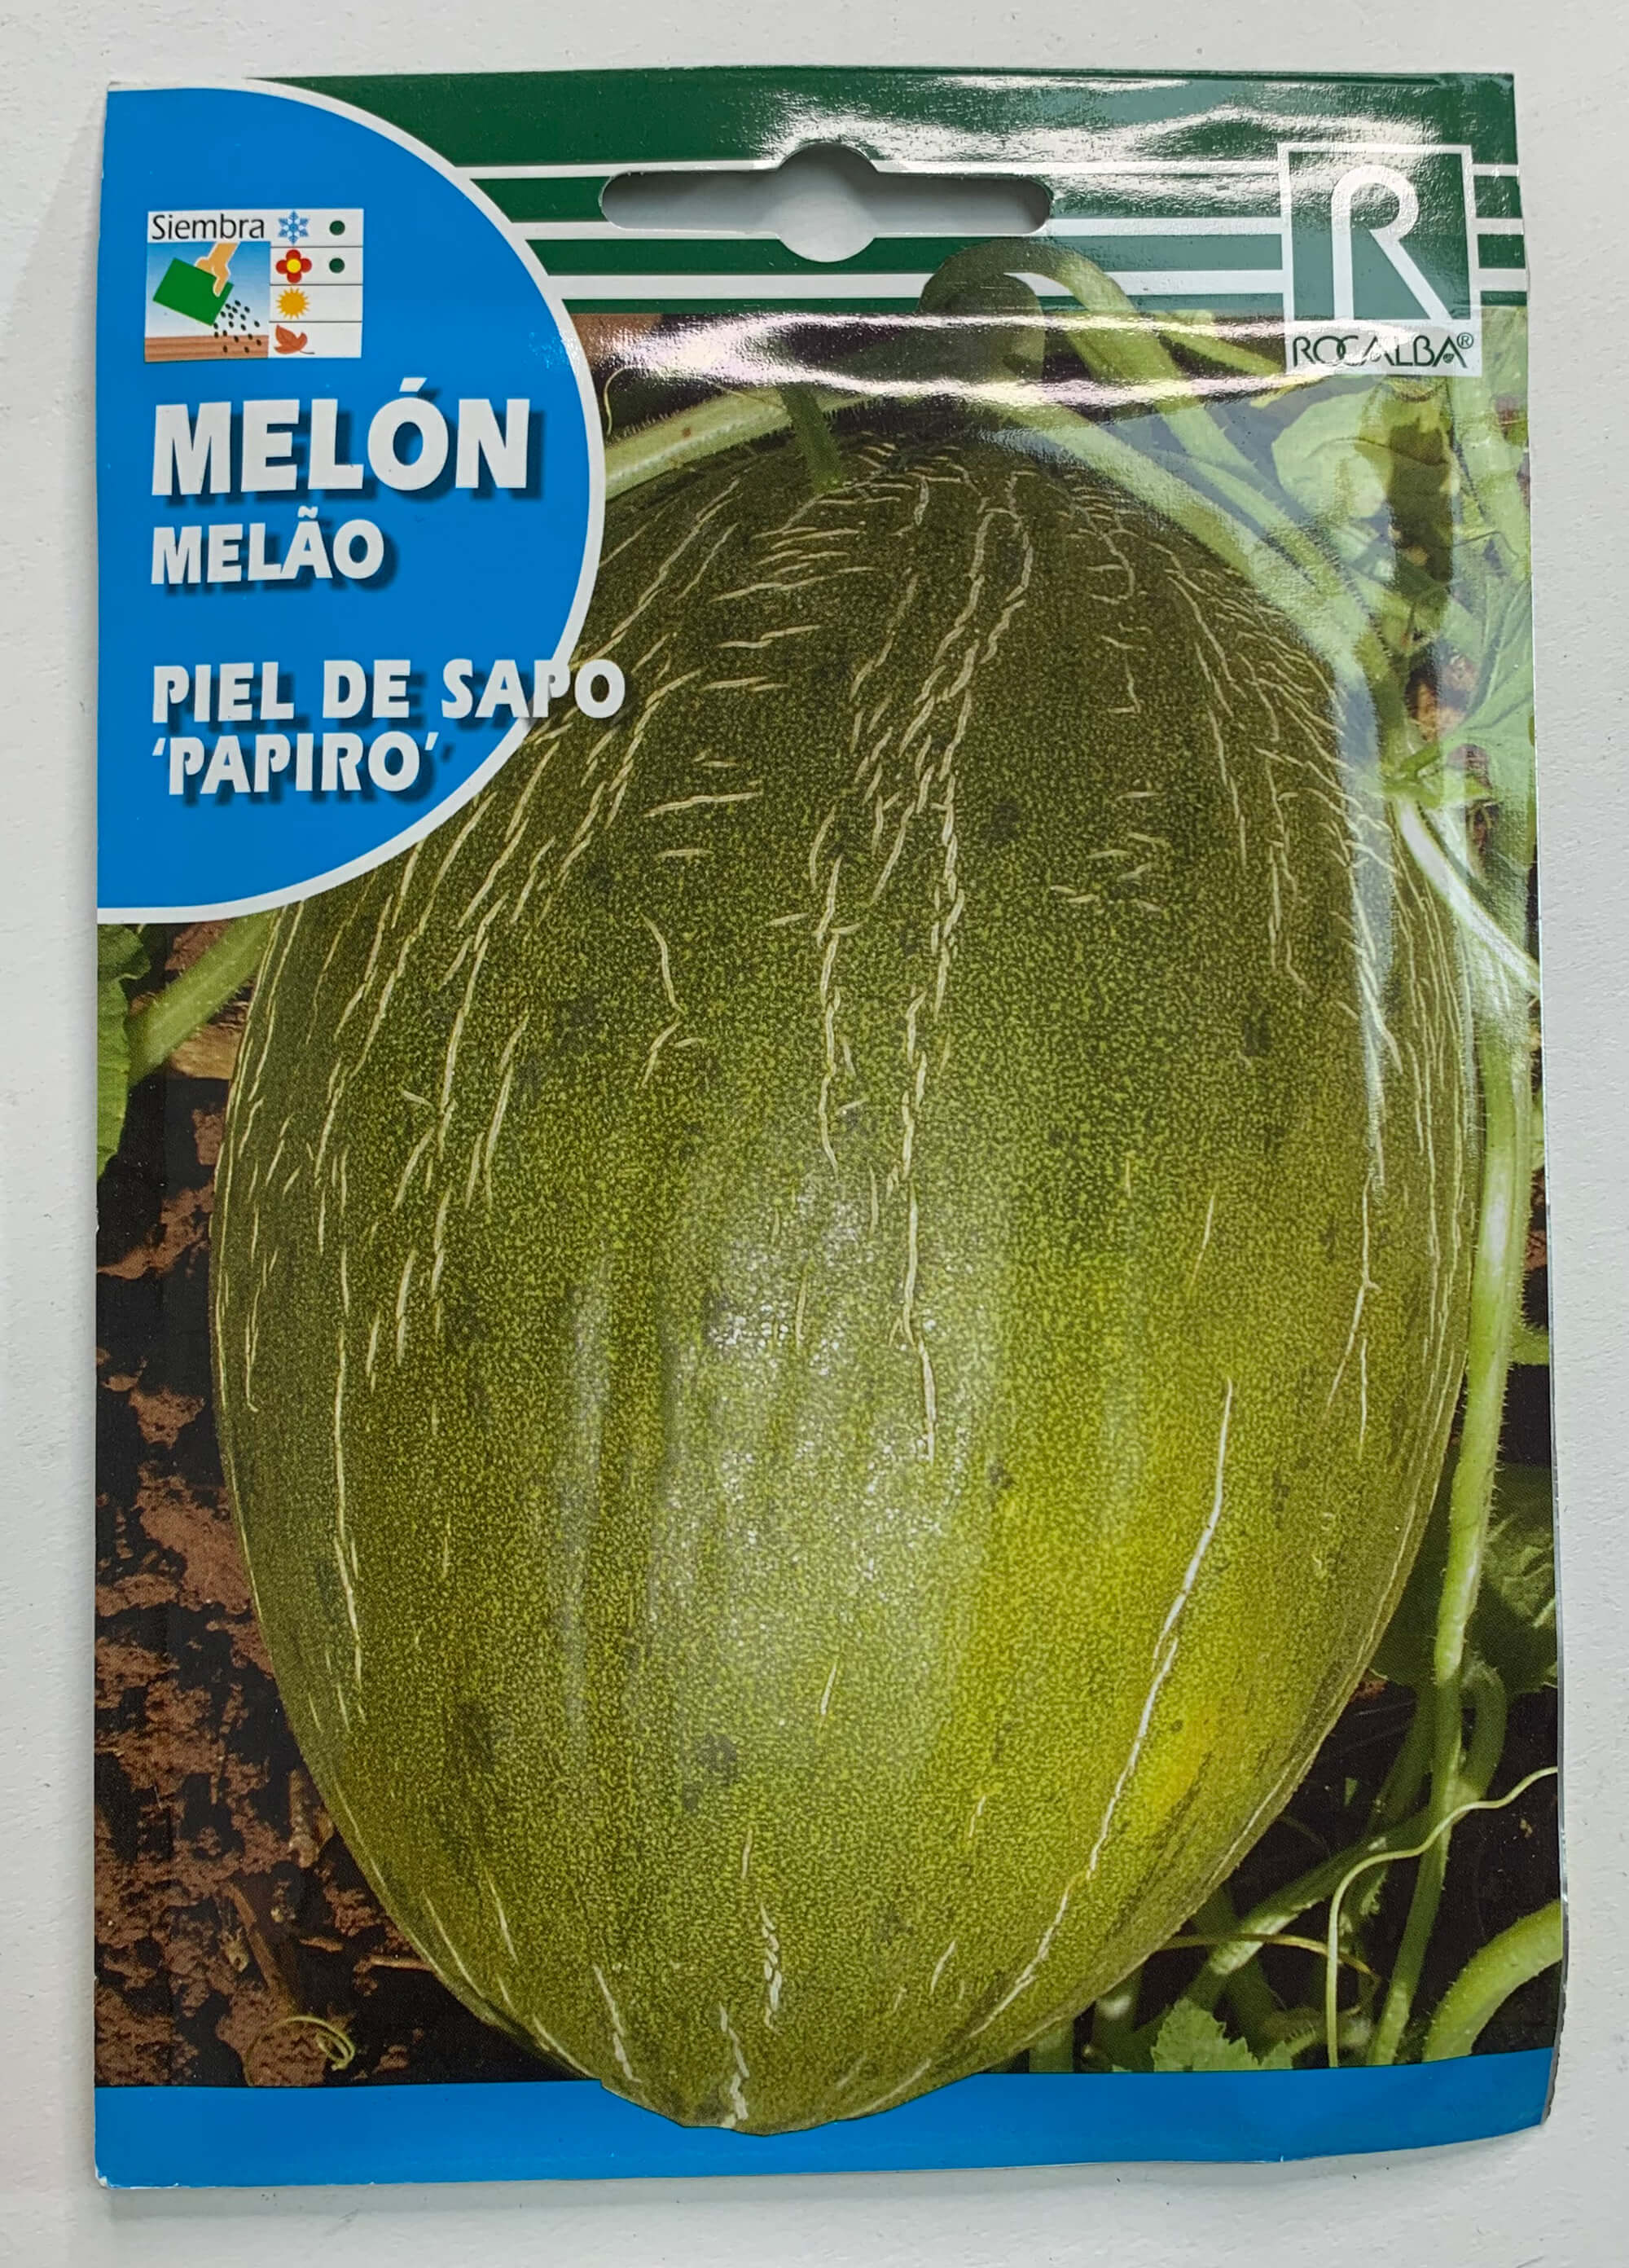 Siembra
MELÓN
MELÃO
PIEL DE SAPO
‘PAPIRO’
R
ROCALBA®